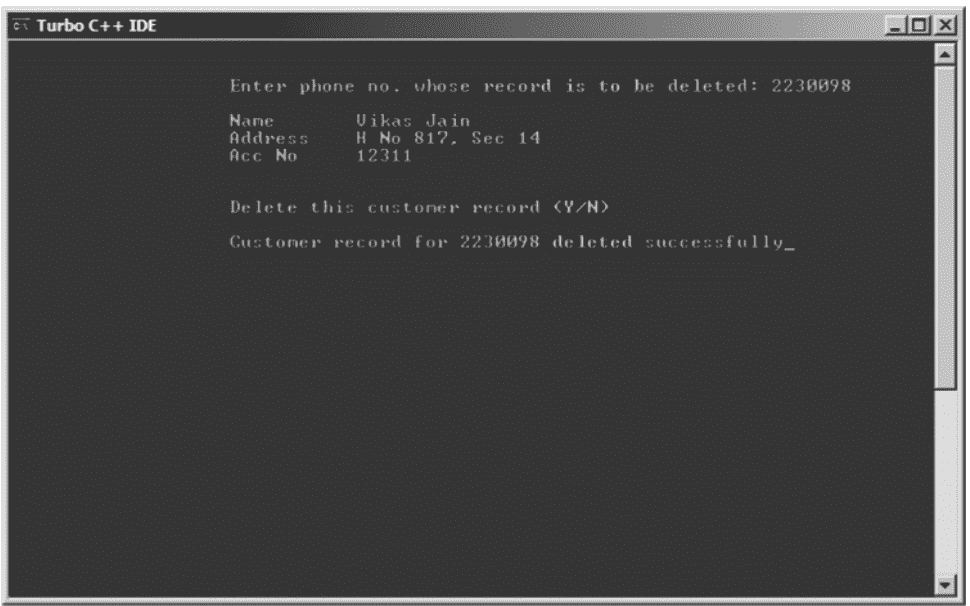 Turbo C++ IDE
Enter phone no. whose record is to be deleted: 2230098
Name Vikas Jain
Address H No 817, Sec 14
Acc No 12311
Delete this customer record (Y/N)
Customer record for 2230098 deleted successfully_